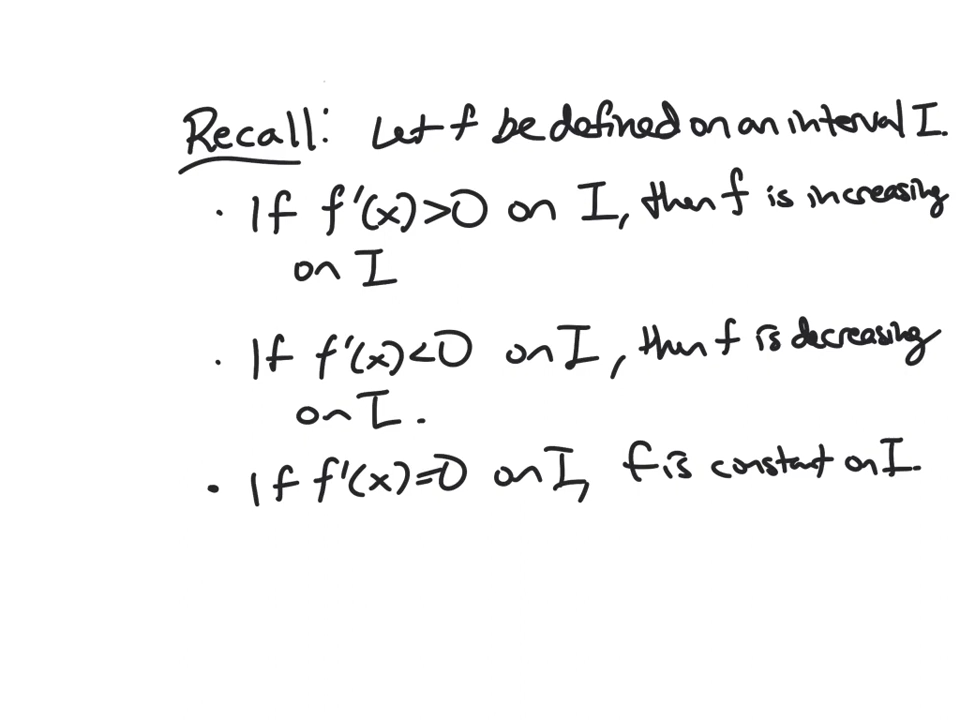 Recall: Let f be defined on an interval I.
· If f'(x)>0 on I, then f is increasing
on I
· If f'(x)<0 on I, then f is decreasing
on I.
· If f'(x)=0 on I, f is constant on I.